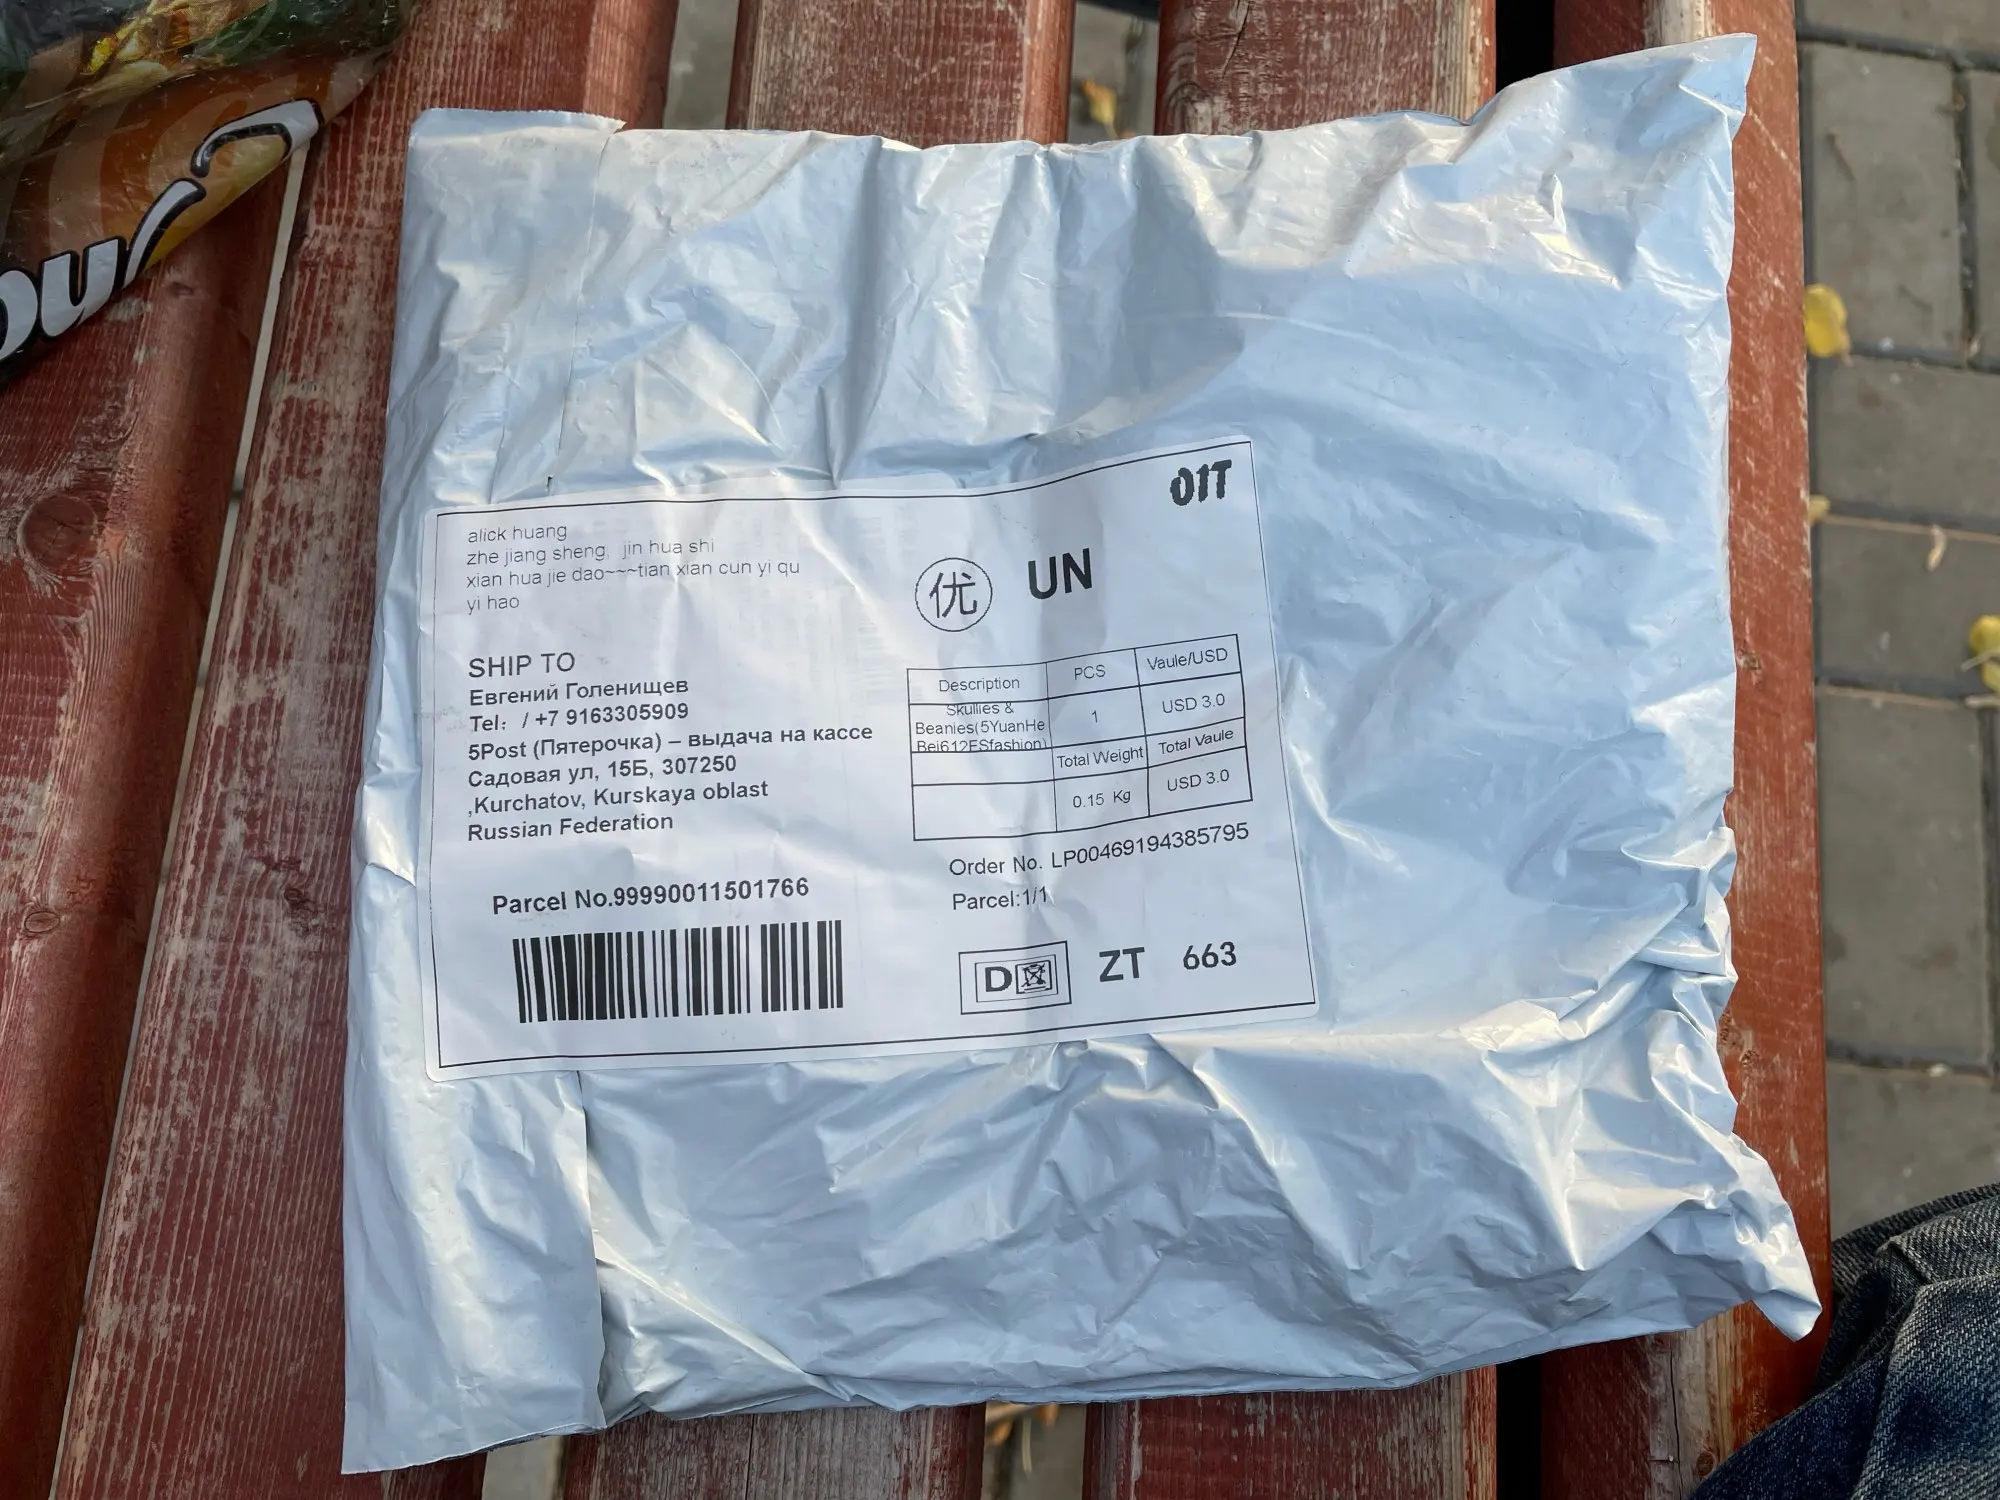 alick huang
zhe jiang sheng, jin hua shi
xian hua jie dao~~~tian xian cun yi qu
yi hao
SHIP TO
Евгений Голенищев
Tel: / +7 9163305909
5Post (Пятерочка) – выдача на кассе
Садовая ул, 15Б, 307250
,Kurchatov, Kurskaya oblast
Russian Federation
Parcel No.99990011501766
01T
优 UN
Description PCS Vaule/USD
Skullies &
Beanies(5YuanHe
Bei612FSfashion)
1 USD 3.0
Total Weight Total Vaule
0.15 Kg USD 3.0
Order No. LP00469194385795
Parcel:1/1
D ZT 663